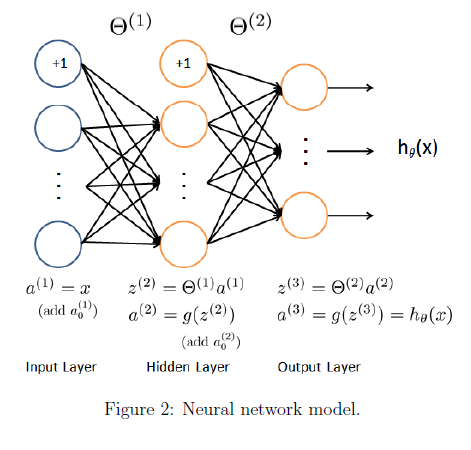 Θ(1) Θ(2)
+1 +1
hθ(x)
a(1) = x z(2) = Θ(1)a(1) z(3) = Θ(2)a(2)
(add a0(1)) a(2) = g(z(2)) a(3) = g(z(3)) = hθ(x)
(add a0(2))
Input Layer Hidden Layer Output Layer
Figure 2: Neural network model.